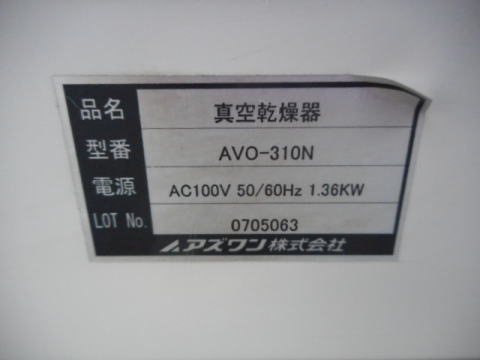 品名 真空乾燥器
型番 AVO-310N
電源 AC100V 50/60Hz 1.36KW
LOT No. 0705063
アズワン株式会社